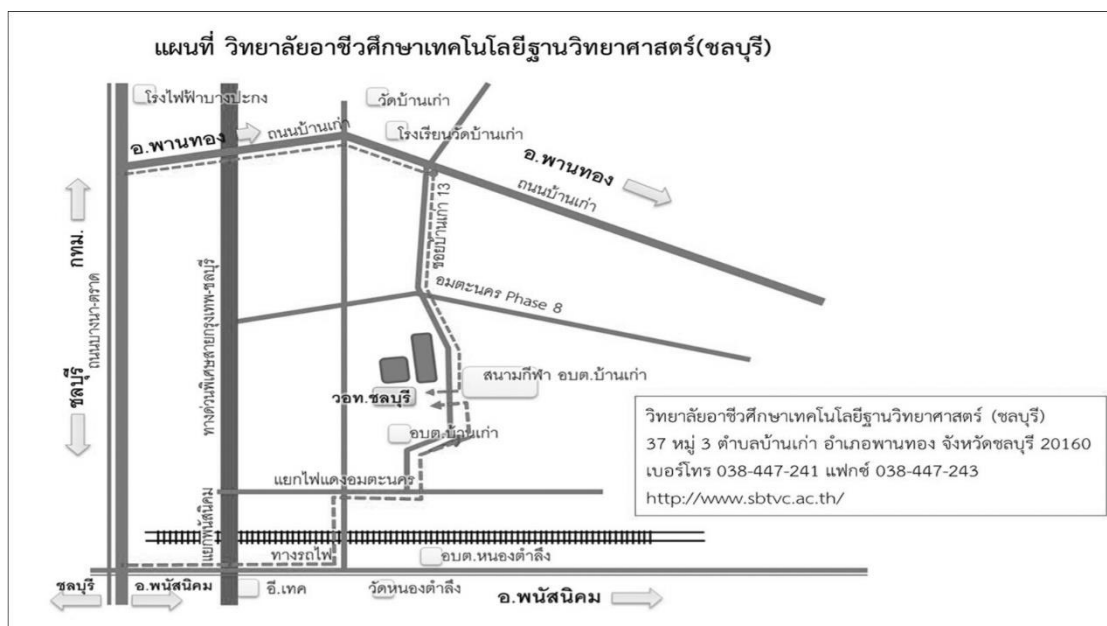 แผนที่ วิทยาลัยอาชีวศึกษาเทคโนโลยีฐานวิทยาศาสตร์(ชลบุรี)
โรงไฟฟ้าบางปะกง
วัดบ้านเก่า
โรงเรียนวัดบ้านเก่า
อ.พานทอง
ถนนบ้านเก่า
อ.พานทอง
ถนนบ้านเก่า
กทม.
ถนนบางนา-ตราด
ชลบุรี
ทางด่วนพิเศษสายกรุงเทพ-ชลบุรี
ซอยบ้านเก่า 13
อมตะนคร Phase 8
สนามกีฬา อบต.บ้านเก่า
วอท.ชลบุรี
อบต.บ้านเก่า
แยกไฟแดงอมตะนคร
แยกพนัสนิคม
ทางรถไฟ
อบต.หนองตำลึง
ชลบุรี
อ.พนัสนิคม
อี.เทค
วัดหนองตำลึง
อ.พนัสนิคม
วิทยาลัยอาชีวศึกษาเทคโนโลยีฐานวิทยาศาสตร์ (ชลบุรี)
37 หมู่ 3 ตำบลบ้านเก่า อำเภอพานทอง จังหวัดชลบุรี 20160
เบอร์โทร 038-447-241 แฟกซ์ 038-447-243
http://www.sbtvc.ac.th/